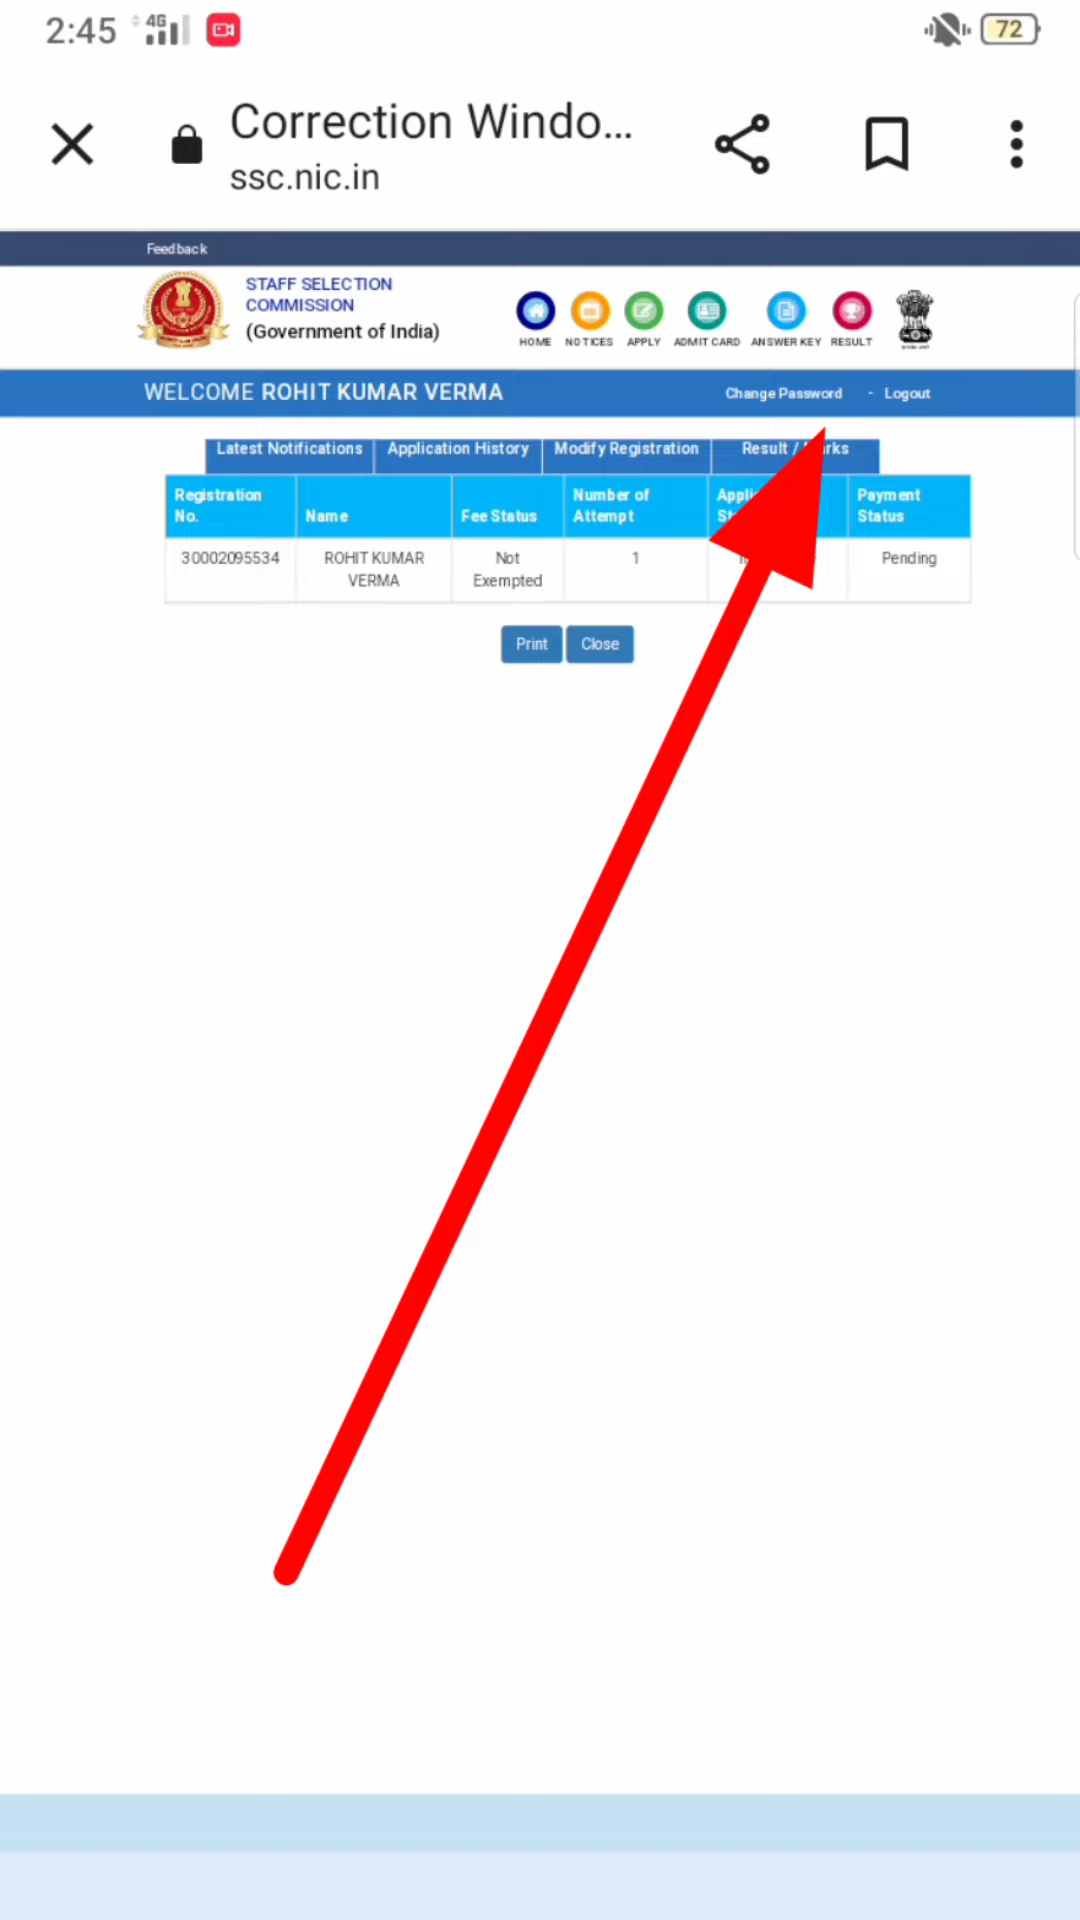 2:45 4G 72
Correction Windo...
ssc.nic.in
Feedback
STAFF SELECTION
COMMISSION
(Government of India)
HOME NOTICES APPLY ADMIT CARD ANSWER KEY RESULT
WELCOME ROHIT KUMAR VERMA Change Password - Logout
Latest Notifications Application History Modify Registration Result /
Registration
No. Name Fee Status Number of
Attempt Payment
Status
30002095534 ROHIT KUMAR
VERMA Not
Exempted 1 Pending
Print Close